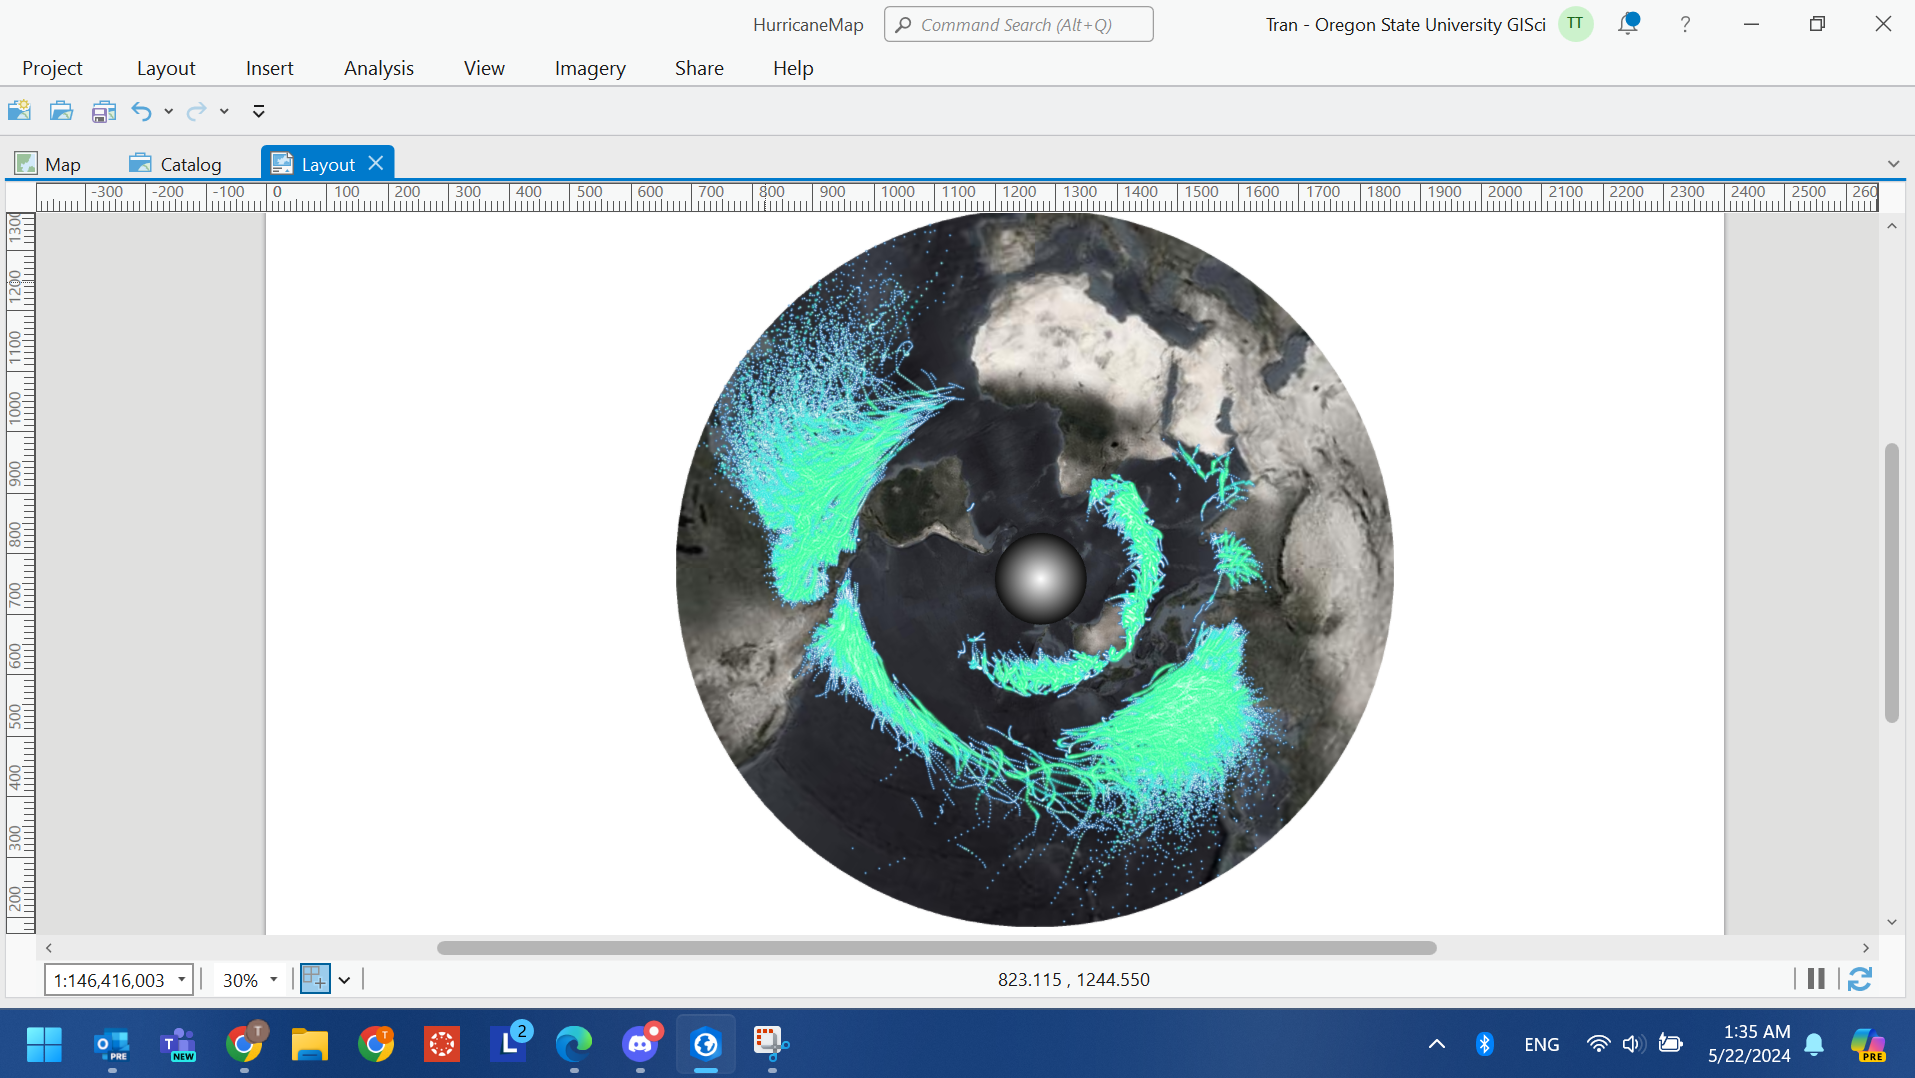 HurricaneMap
Command Search (Alt+Q)
Tran - Oregon State University GISci
TT
?
Project
Layout
Insert
Analysis
View
Imagery
Share
Help
Map
Catalog
Layout
-300 -200 -100 0 100 200 300 400 500 600 700 800 900 1000 1100 1200 1300 1400 1500 1600 1700 1800 1900 2000 2100 2200 2300 2400 2500 260
1300
1200
1100
1000
900
800
700
600
500
400
300
200
1:146,416,003
30%
823.115 , 1244.550
O PRE
T NEW
T
T
L 2
ENG
1:35 AM
5/22/2024
PRE